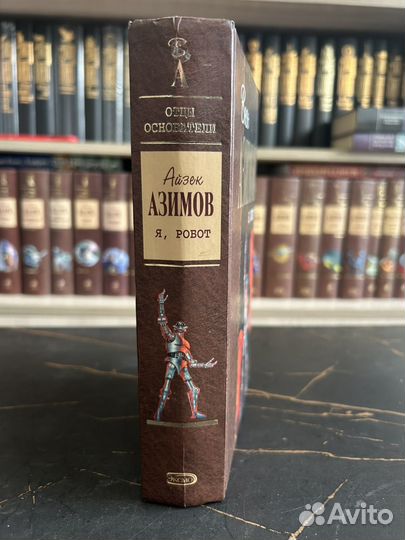 А
ОТЦЫ
ОСНОВАТЕЛИ
Айзек
АЗИМОВ
Я, РОБОТ
ЭКСМО
Avito